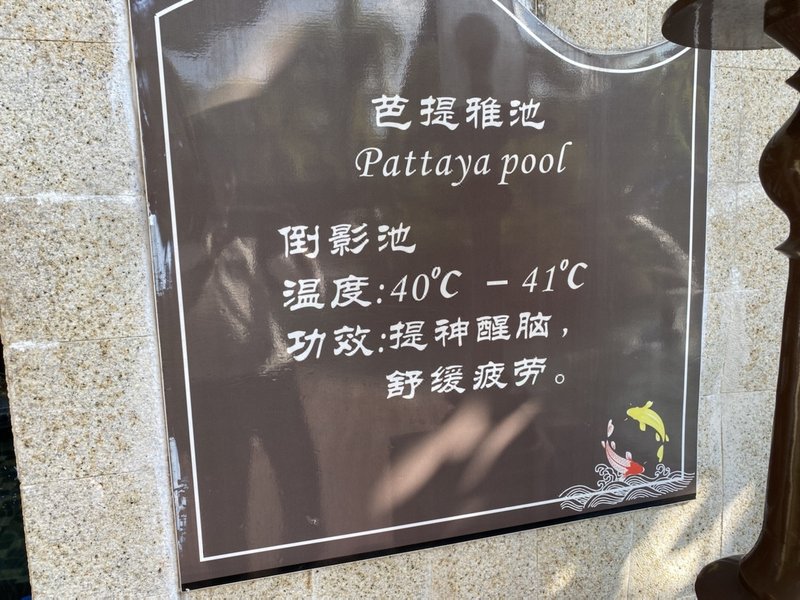 芭提雅池
Pattaya pool
倒影池
温度:40℃ - 41℃
功效:提神醒脑,
舒缓疲劳。